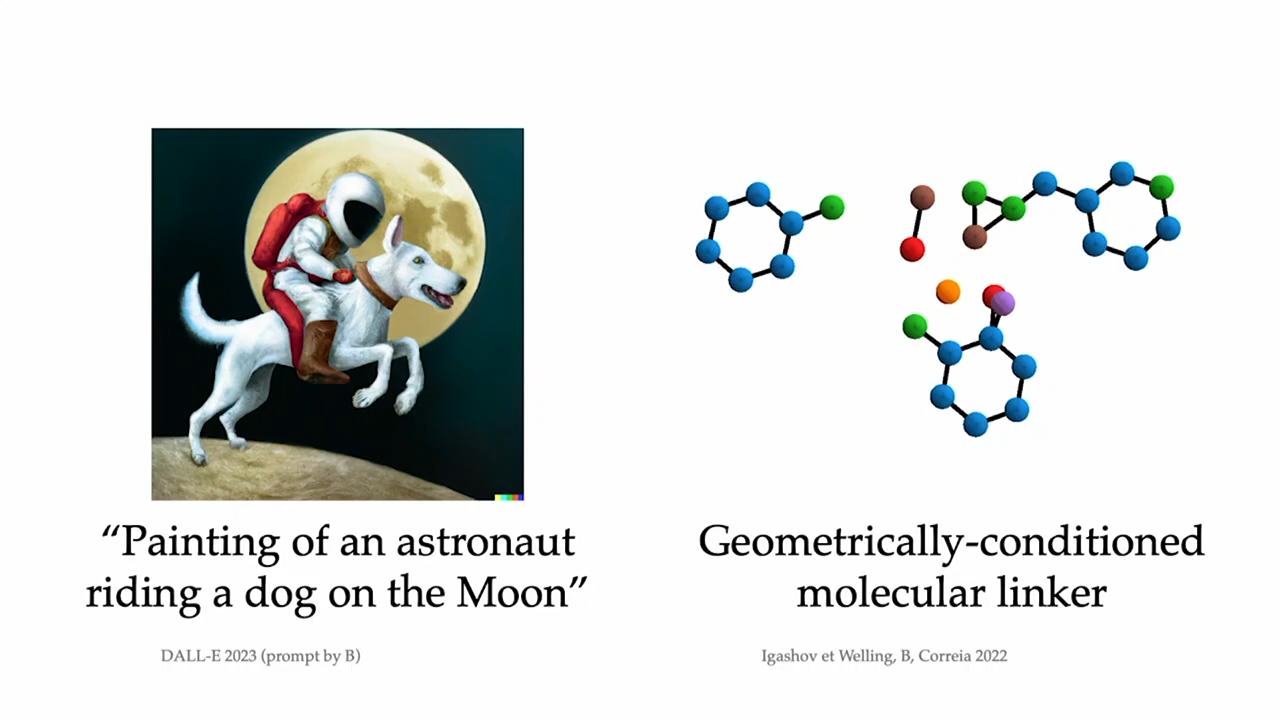 “Painting of an astronaut
riding a dog on the Moon”
DALL-E 2023 (prompt by B)
Geometrically-conditioned
molecular linker
Igashov et Welling, B, Correia 2022